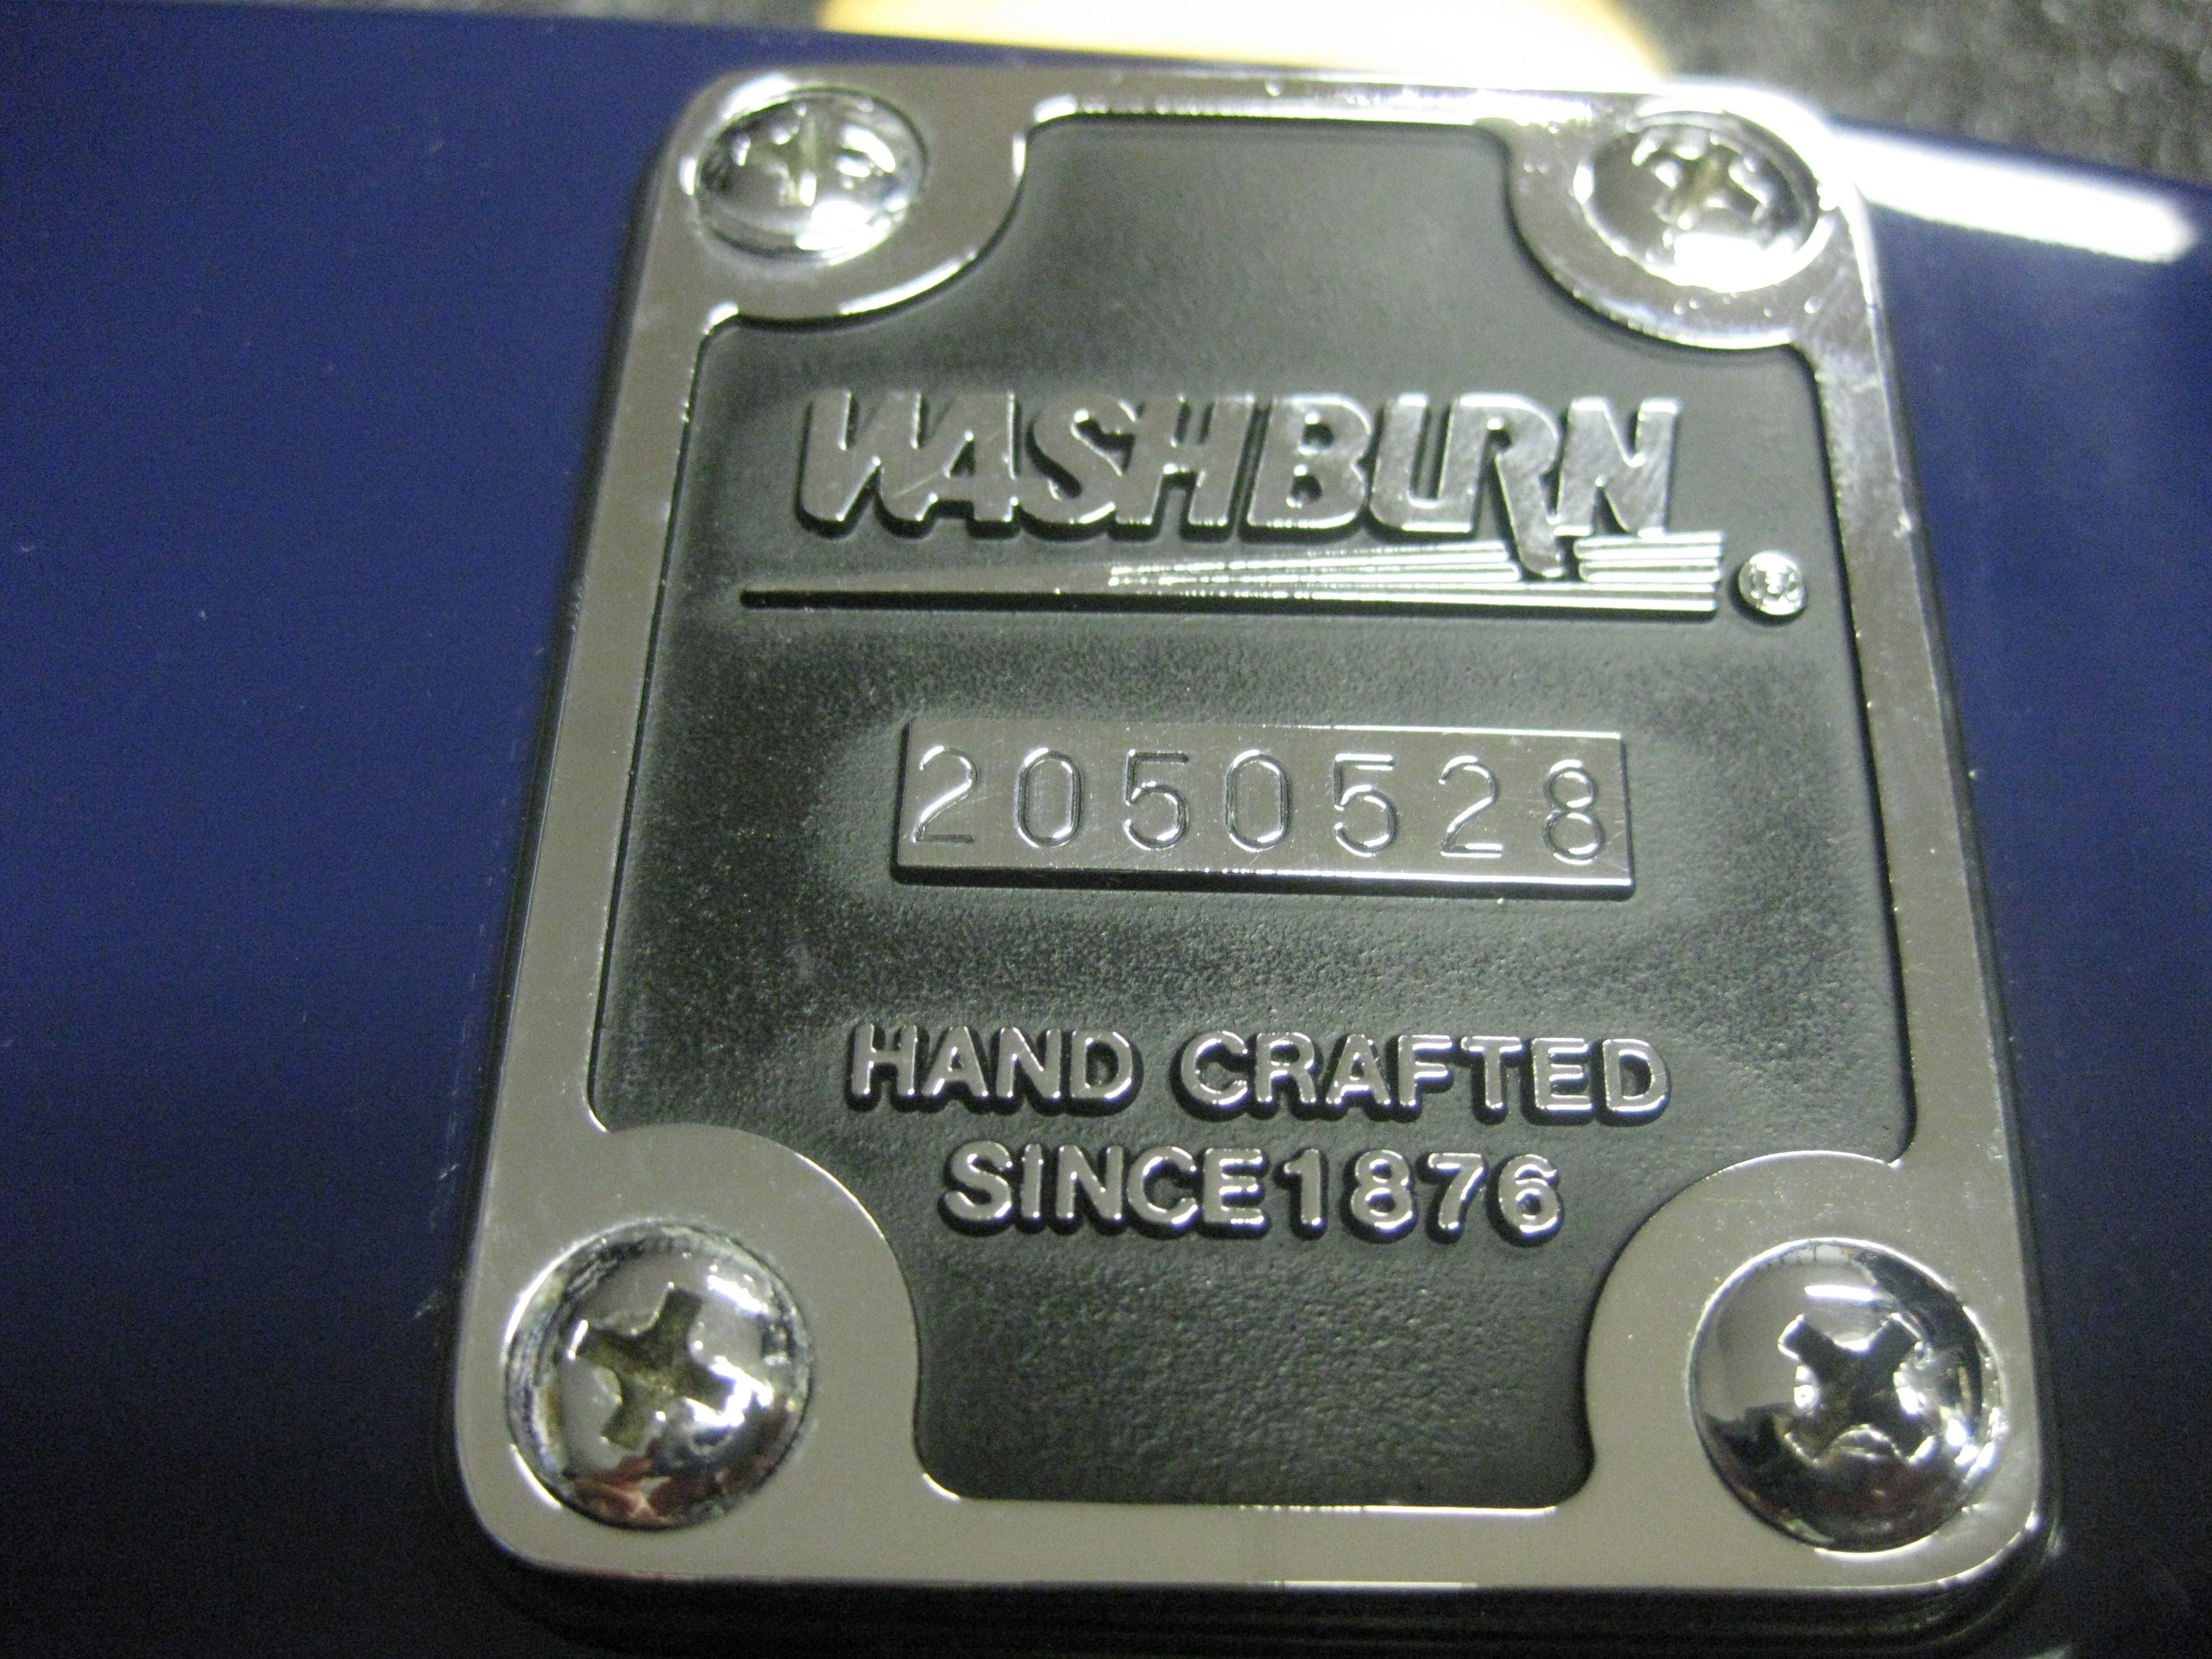 WASHBURN®
2050528
HAND CRAFTED
SINCE1876